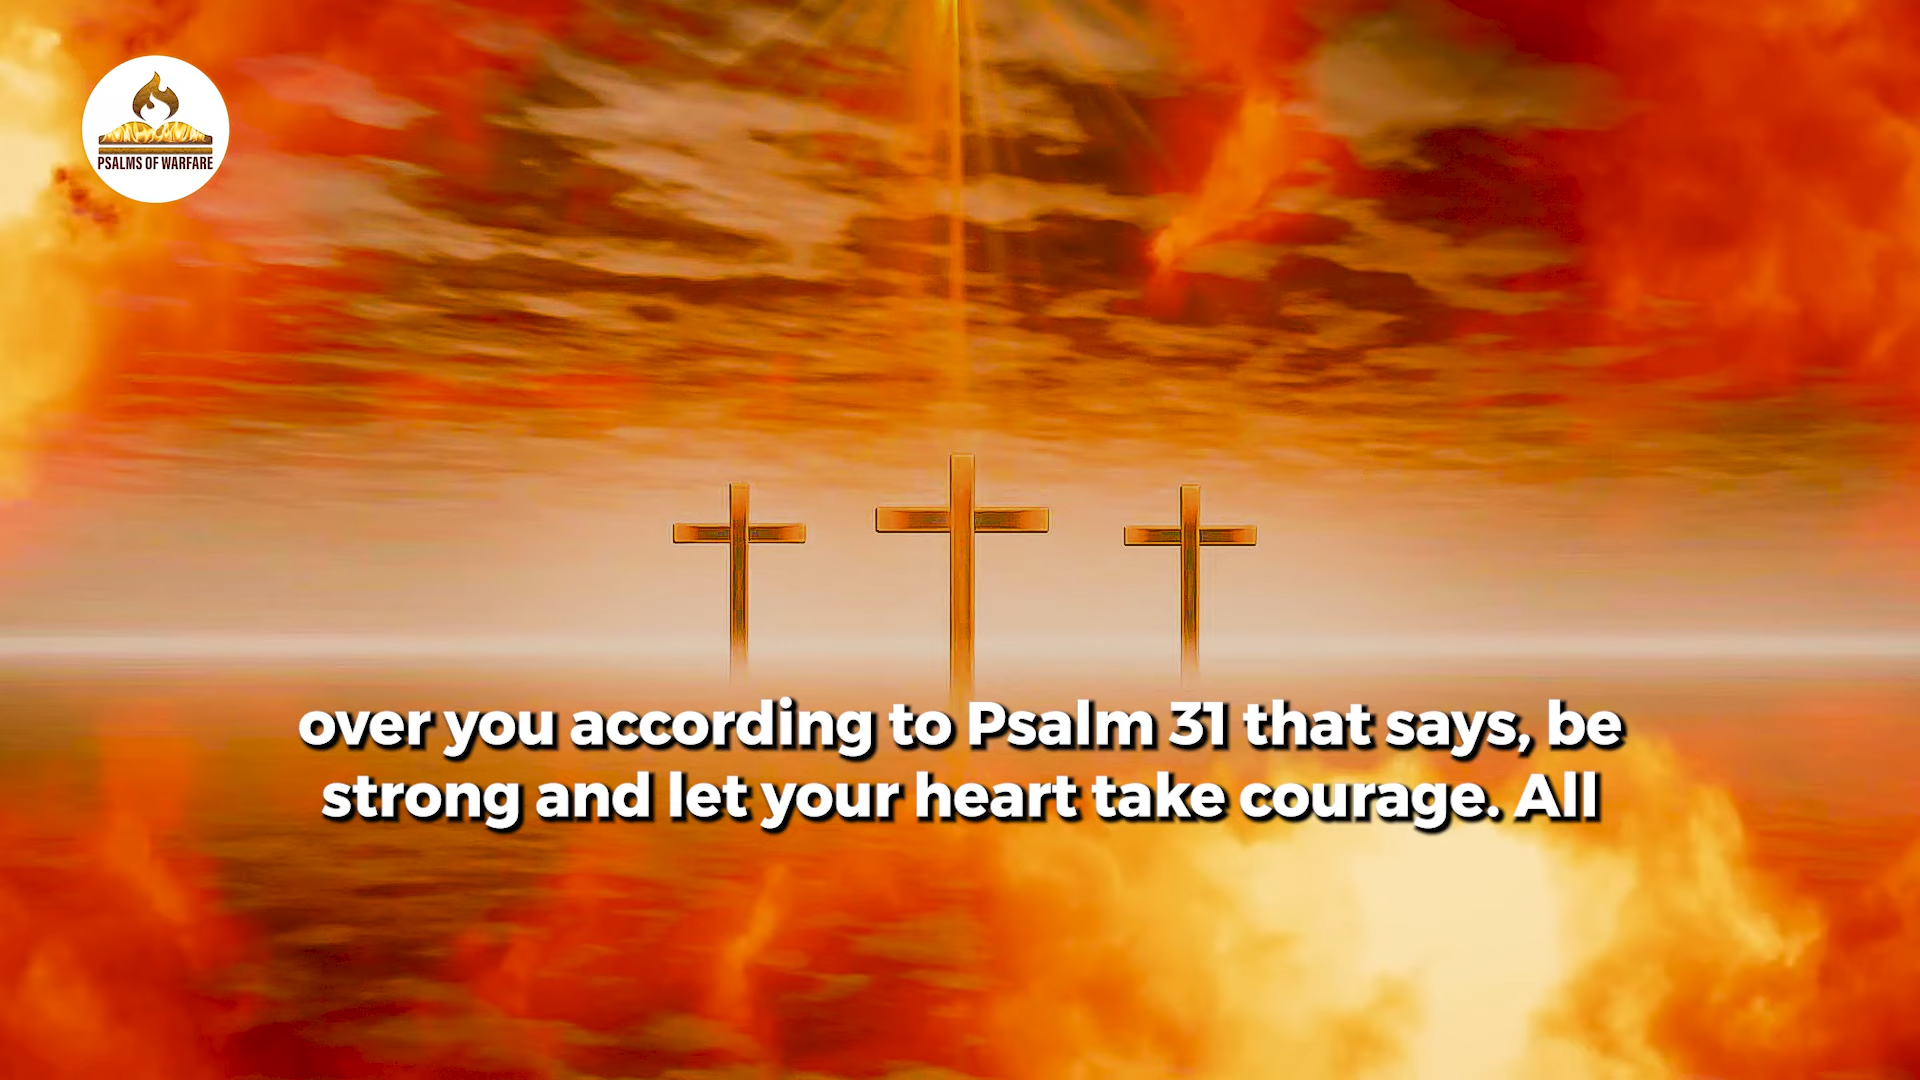 PSALMS OF WARFARE
over you according to Psalm 31 that says, be
strong and let your heart take courage. All